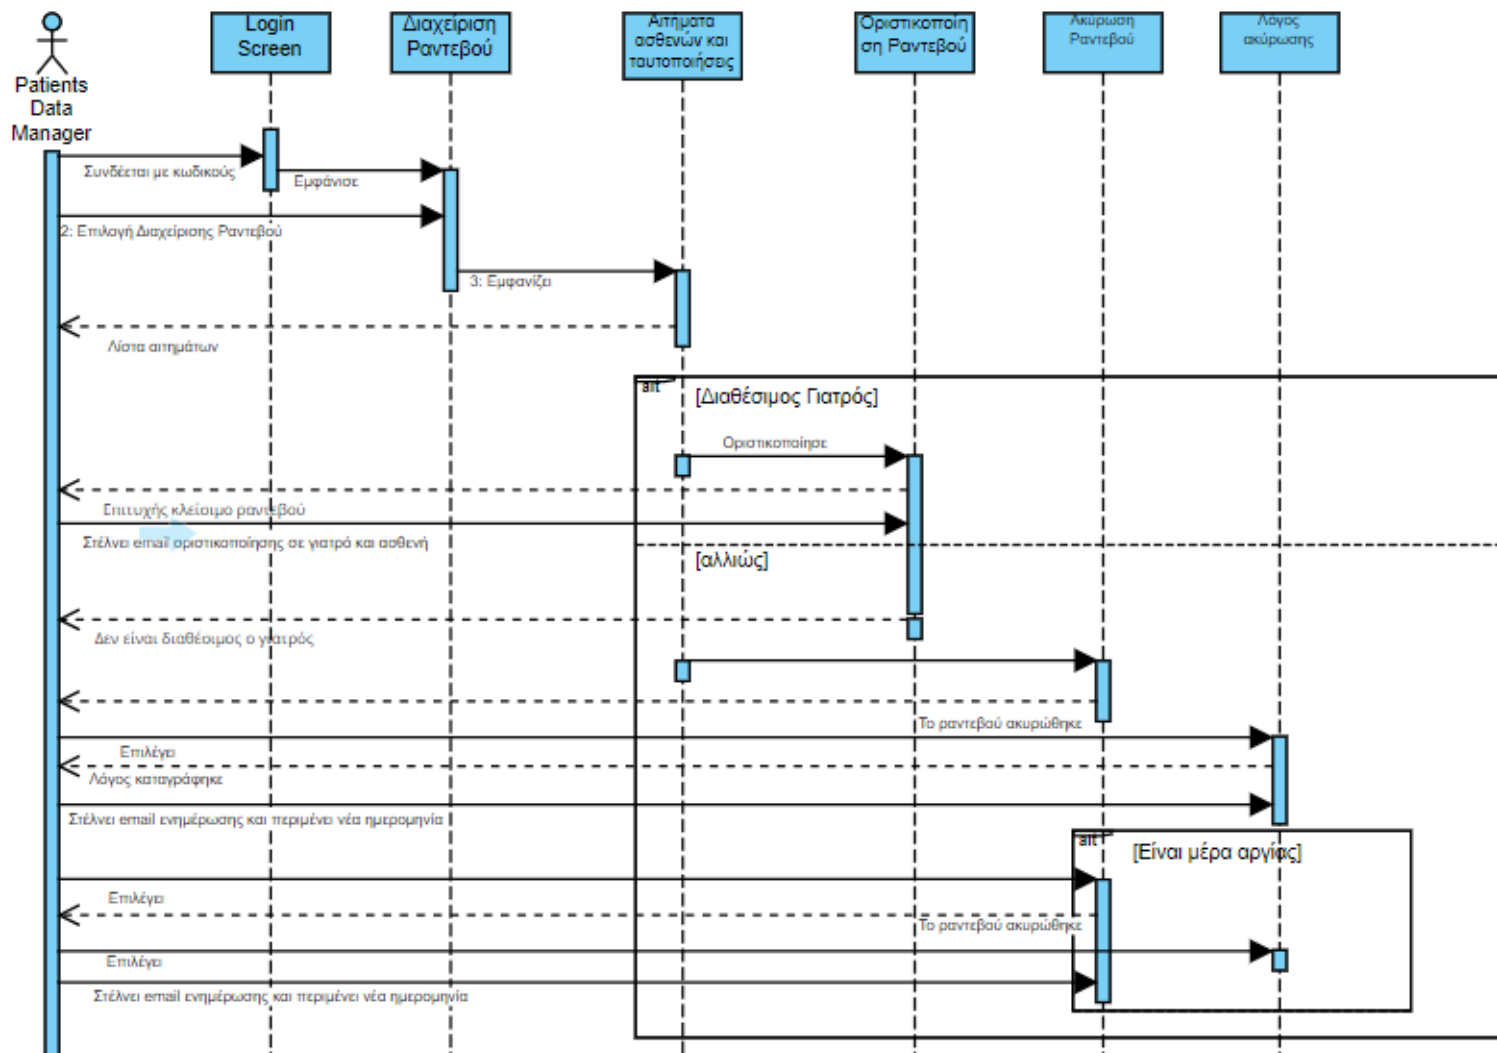 Login
Screen
Διαχείριση
Ραντεβού
Αιτήματα
ασθενών και
ταυτοποιήσεις
Οριστικοποίη
ση Ραντεβού
Ακύρωση
Ραντεβού
Λόγος
ακύρωσης
Patients
Data
Manager
Συνδέεται με κωδικούς
Εμφάνισε
2: Επιλογή Διαχείρισης Ραντεβού
3: Εμφανίζει
Λίστα αιτημάτων
alt
[Διαθέσιμος Γιατρός]
Οριστικοποίησε
Επιτυχής κλείσιμο ραντεβού
Στέλνει email οριστικοποίησης σε γιατρό και ασθενή
[αλλιώς]
Δεν είναι διαθέσιμος ο γιατρός
Το ραντεβού ακυρώθηκε
Επιλέγει
Λόγος καταγράφηκε
Στέλνει email ενημέρωσης και περιμένει νέα ημερομηνία
alt
[Είναι μέρα αργίας]
Επιλέγει
Το ραντεβού ακυρώθηκε
Επιλέγει
Στέλνει email ενημέρωσης και περιμένει νέα ημερομηνία